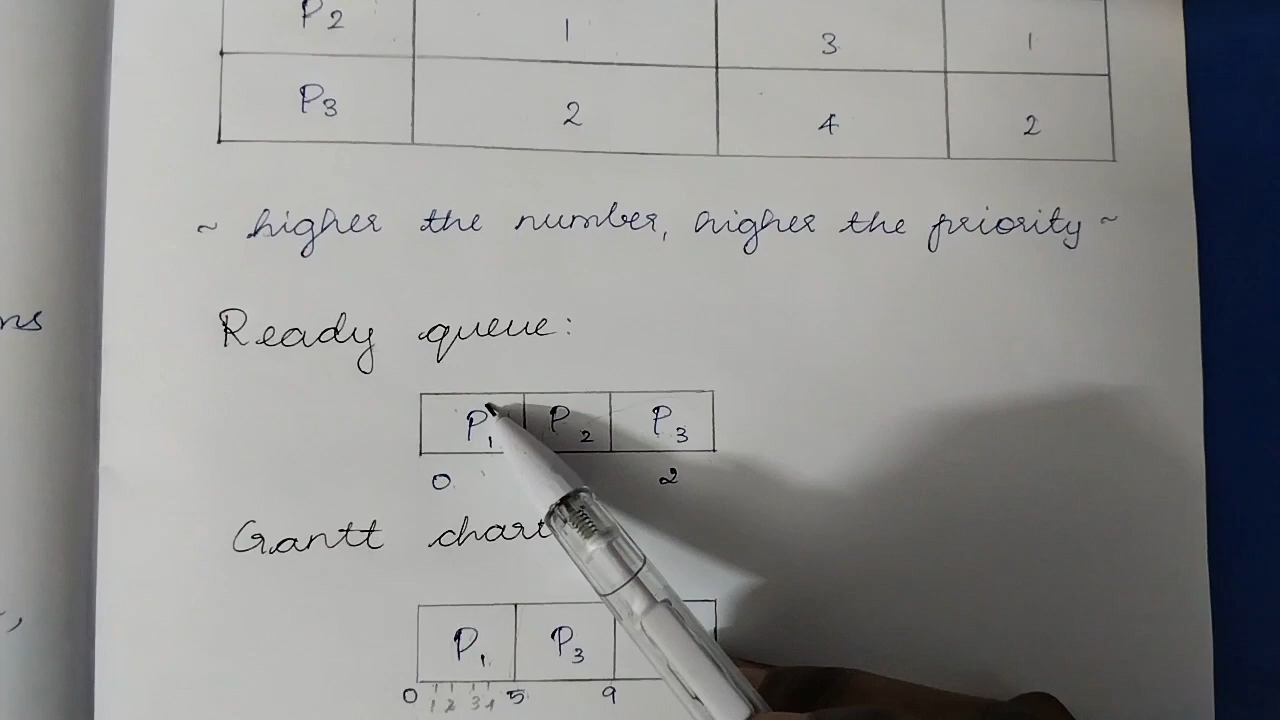 P2 1 3 1
P3 2 4 2
~ higher the number, higher the priority ~
Ready queue:
P1 P2 P3
0 2
Gantt chart
P1 P3
0 1 2 3 4 5 9